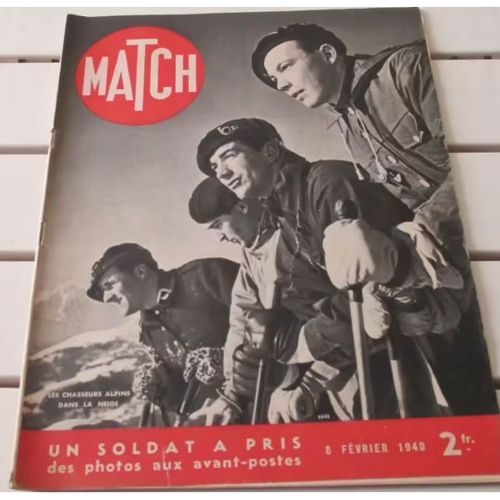 MATCH
LES CHASSEURS ALPINS
DANS LA NEIGE
UN SOLDAT A PRIS
des photos aux avant-postes
8 FÉVRIER 1940
2 fr.